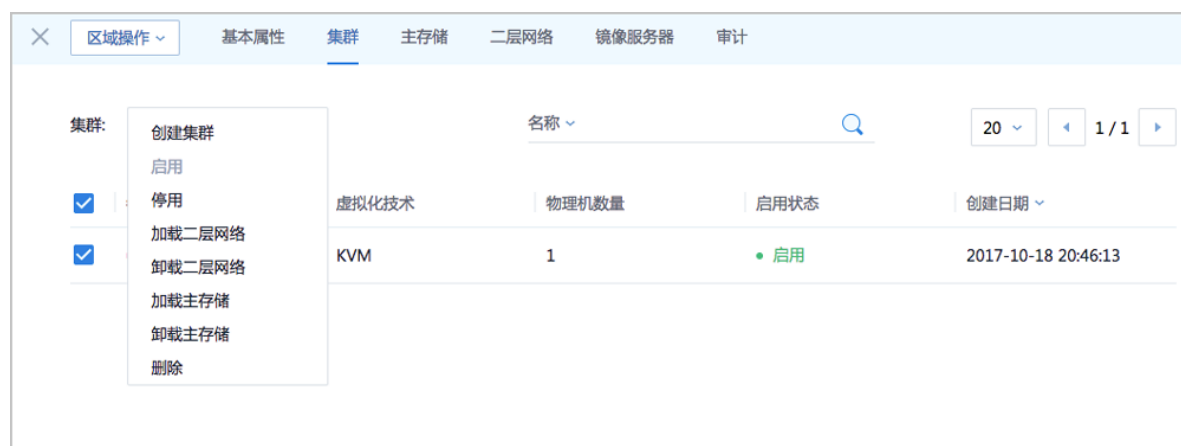 区域操作 基本属性 集群 主存储 二层网络 镜像服务器 审计
集群: 名称 20 1 / 1
创建集群
启用
停用
加载二层网络
卸载二层网络
加载主存储
卸载主存储
删除
虚拟化技术 物理机数量 启用状态 创建日期
KVM 1 启用 2017-10-18 20:46:13